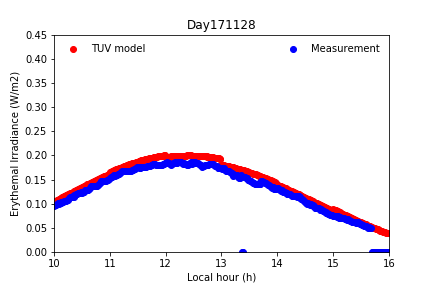 Day171128
TUV model
Measurement
Erythemal Irradiance (W/m2)
0.45
0.40
0.35
0.30
0.25
0.20
0.15
0.10
0.05
0.00
10 11 12 13 14 15 16
Local hour (h)